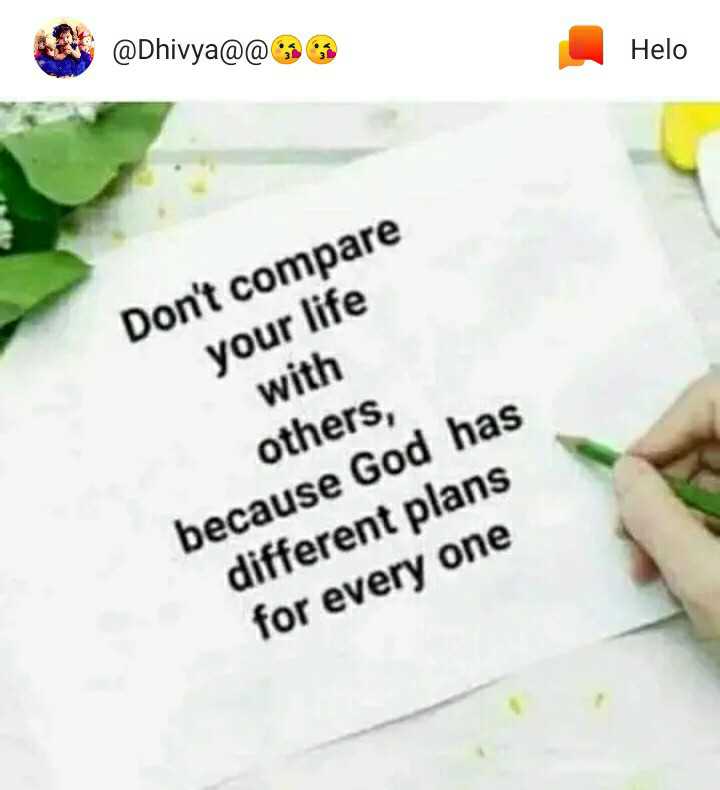 @Dhivya@@😘😘 Helo
Don't compare
your life
with
others,
because God has
different plans
for every one